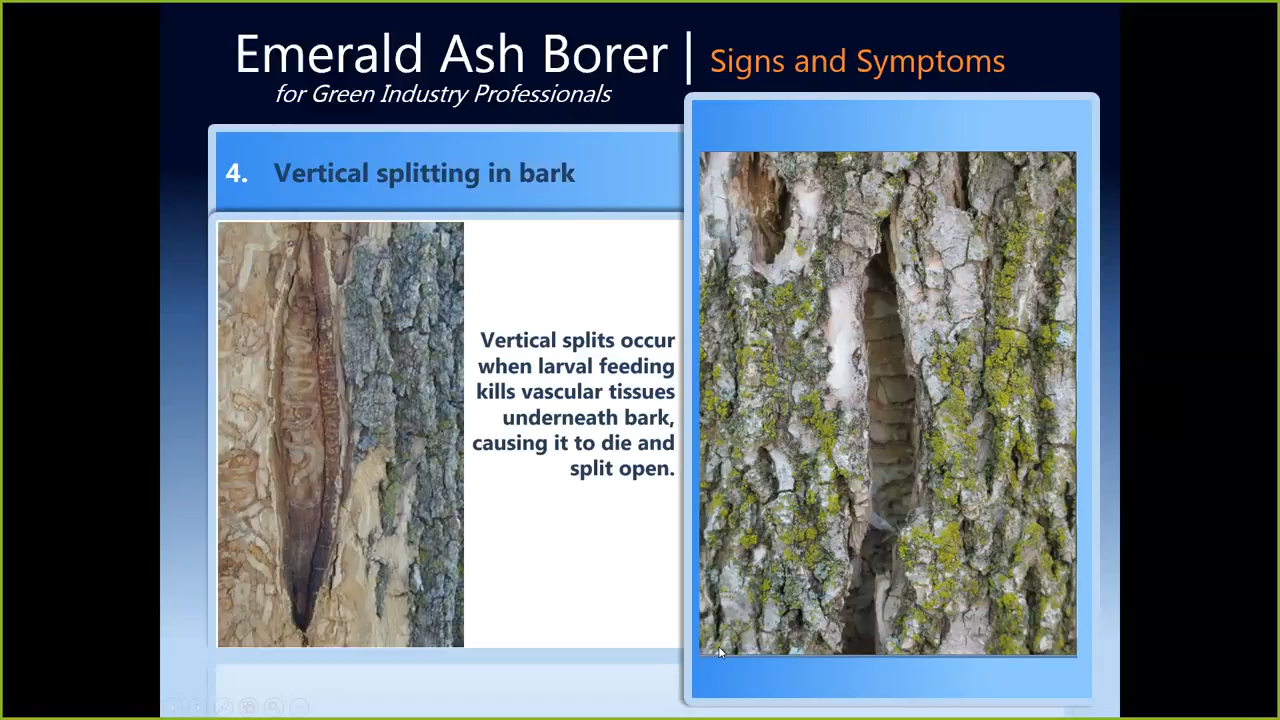 Emerald Ash Borer | Signs and Symptoms
for Green Industry Professionals
4. Vertical splitting in bark
Vertical splits occur
when larval feeding
kills vascular tissues
underneath bark,
causing it to die and
split open.